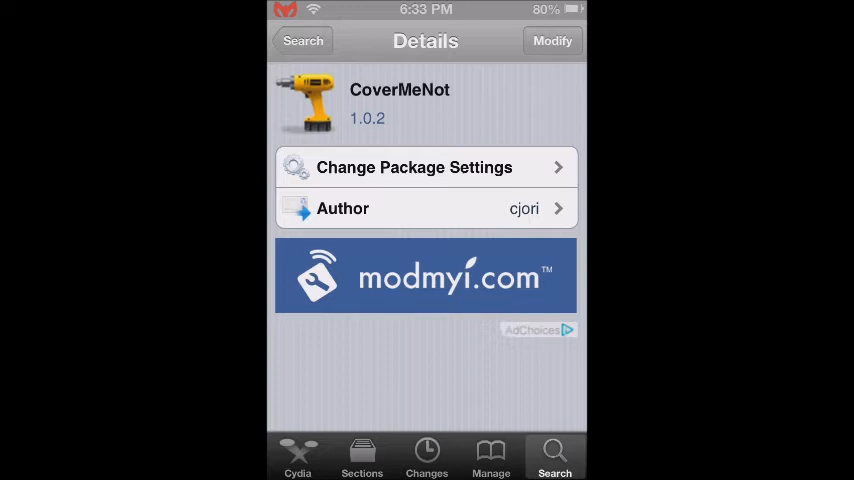 6:33 PM 80%
Search Details Modify
CoverMeNot
1.0.2
Change Package Settings
Author cjori
modmyi.com™
AdChoices
Cydia Sections Changes Manage Search